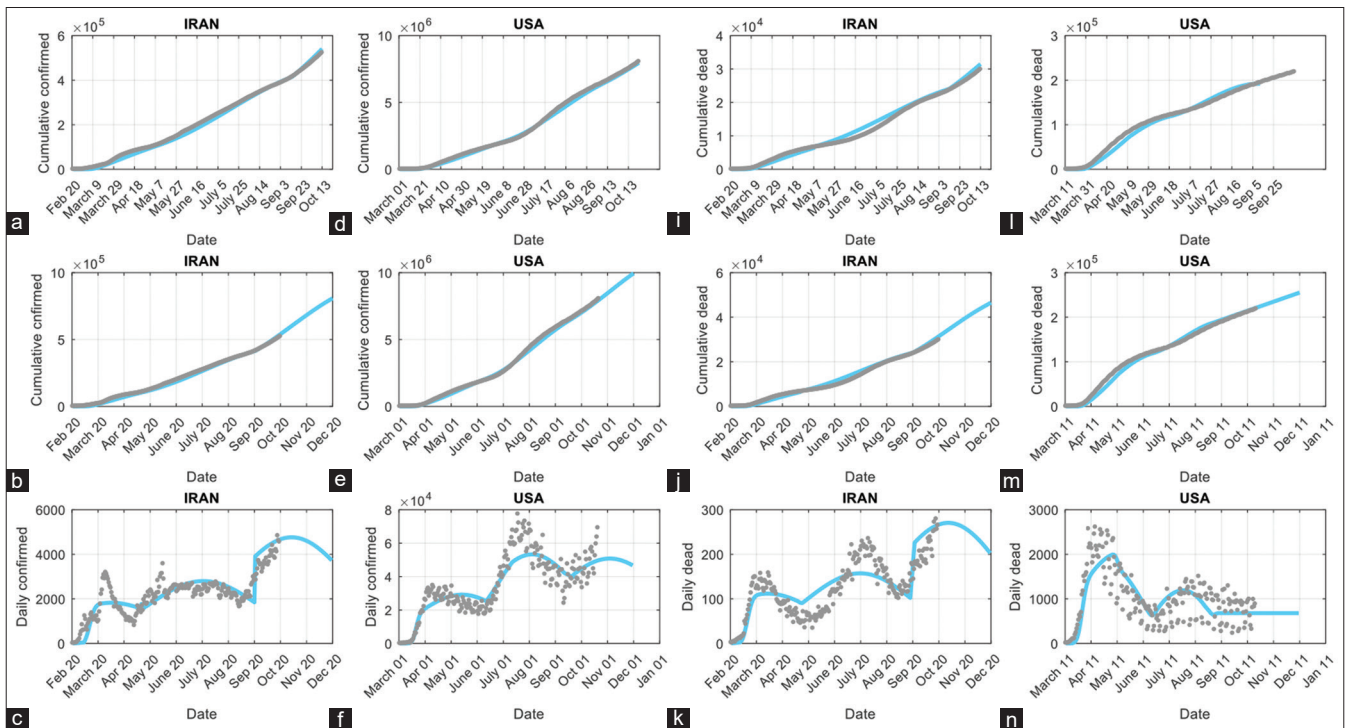 IRAN
×10^5
Cumulative confirmed
6
4
2
0
Feb 20
March 9
March 29
Apr 18
May 7
May 27
June 16
July 5
July 25
Aug 14
Sep 3
Sep 23
Oct 13
Date
a
USA
×10^6
Cumulative confirmed
10
5
0
March 01
March 21
Apr 10
Apr 30
May 19
June 8
June 28
July 17
Aug 6
Aug 26
Sep 13
Oct 13
Date
d
IRAN
×10^4
Cumulative dead
4
3
2
1
0
Feb 20
March 9
March 29
Apr 18
May 7
May 27
June 16
July 5
July 25
Aug 14
Sep 3
Sep 23
Oct 13
Date
i
USA
×10^5
Cumulative dead
3
2
1
0
March 11
March 31
Apr 20
May 9
May 29
June 18
July 7
July 27
Aug 16
Sep 5
Sep 25
Date
l
IRAN
×10^5
Cumulative cnfirmed
10
5
0
Feb 20
March 20
Apr 20
May 20
June 20
July 20
Aug 20
Sep 20
Oct 20
Nov 20
Dec 20
Date
b
USA
×10^6
Cumulative confirmed
10
5
0
March 01
Apr 01
May 01
June 01
July 01
Aug 01
Sep 01
Oct 01
Nov 01
Dec 01
Jan 01
Date
e
IRAN
×10^4
Cumulative dead
6
4
2
0
Feb 20
March 20
Apr 20
May 20
June 20
July 20
Aug 20
Sep 20
Oct 20
Nov 20
Dec 20
Date
j
USA
×10^5
Cumulative dead
3
2
1
0
March 11
Apr 11
May 11
June 11
July 11
Aug 11
Sep 11
Oct 11
Nov 11
Dec 11
Jan 11
Date
m
IRAN
Daily confirmed
6000
4000
2000
0
Feb 20
March 20
Apr 20
May 20
June 20
July 20
Aug 20
Sep 20
Oct 20
Nov 20
Dec 20
Date
c
USA
×10^4
Daily confirmed
8
6
4
2
0
March 01
Apr 01
May 01
June 01
July 01
Aug 01
Sep 01
Oct 01
Nov 01
Dec 01
Jan 01
Date
f
IRAN
Daily dead
300
200
100
0
Feb 20
March 20
Apr 20
May 20
June 20
July 20
Aug 20
Sep 20
Oct 20
Nov 20
Dec 20
Date
k
USA
Daily dead
3000
2000
1000
0
March 11
Apr 11
May 11
June 11
July 11
Aug 11
Sep 11
Oct 11
Nov 11
Dec 11
Jan 11
Date
n